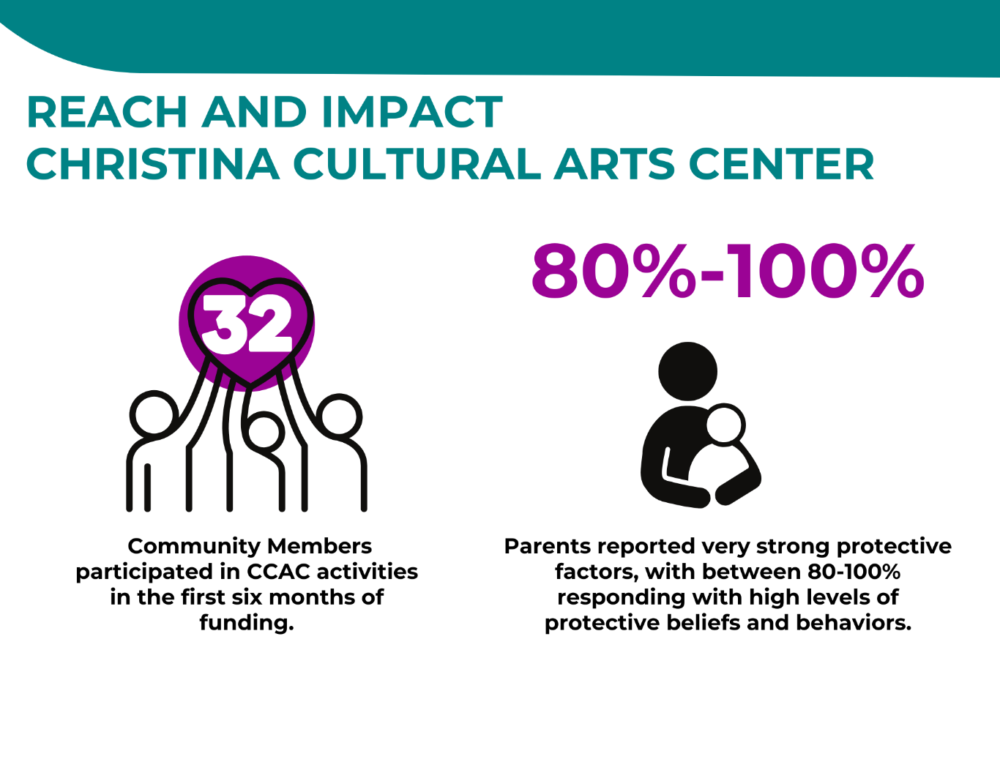 REACH AND IMPACT
CHRISTINA CULTURAL ARTS CENTER
32
Community Members
participated in CCAC activities
in the first six months of
funding.
80%-100%
Parents reported very strong protective
factors, with between 80-100%
responding with high levels of
protective beliefs and behaviors.